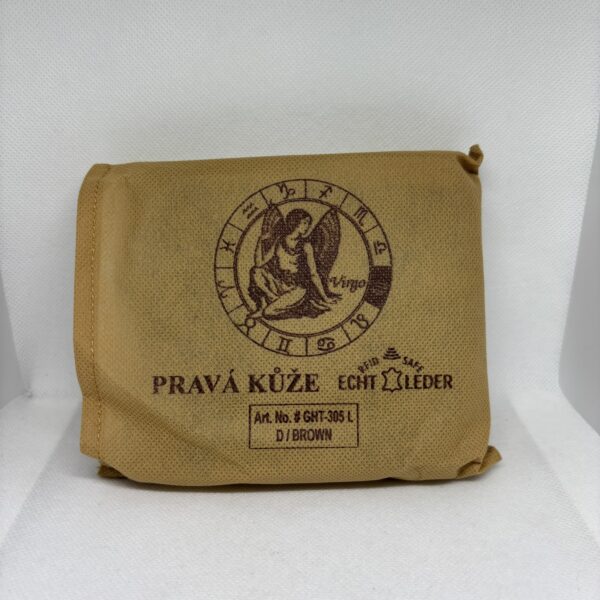 Virgo
RFID SAFE
PRAVÁ KŮŽE ECHT LEDER
Art. No. # GHT-305 L
D / BROWN